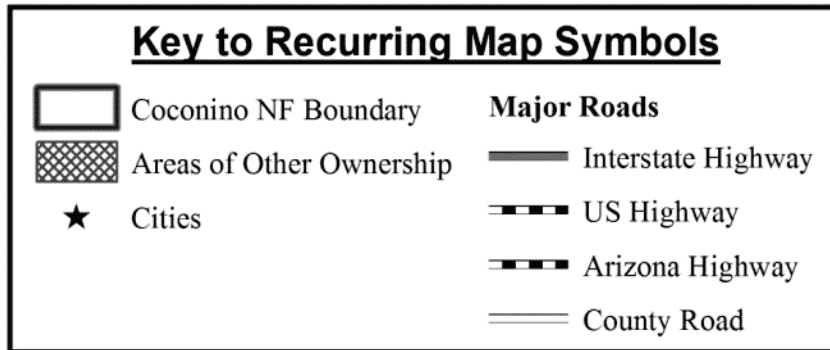 Key to Recurring Map Symbols
Coconino NF Boundary
Areas of Other Ownership
Cities
Major Roads
Interstate Highway
US Highway
Arizona Highway
County Road